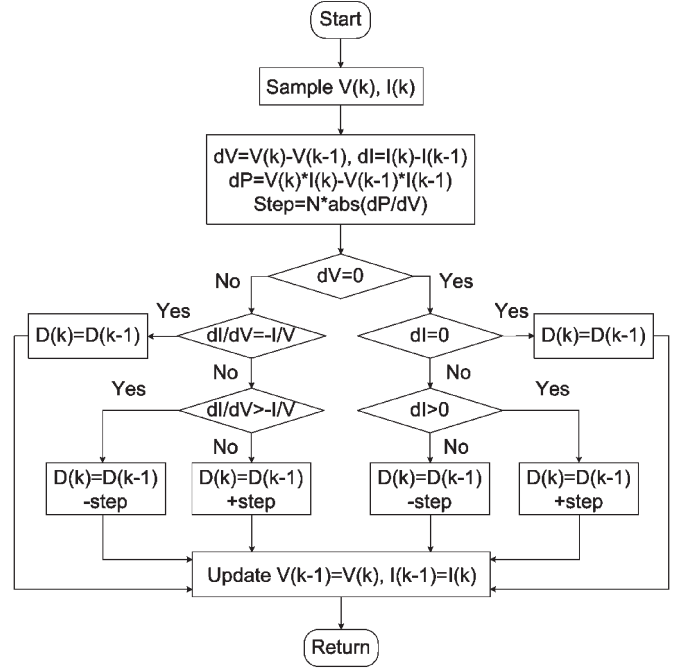 Start
Sample V(k), I(k)
dV=V(k)-V(k-1), dI=I(k)-I(k-1)
dP=V(k)*I(k)-V(k-1)*I(k-1)
Step=N*abs(dP/dV)
No
dV=0
Yes
Yes
Yes
D(k)=D(k-1)
dI/dV=-I/V
dI=0
D(k)=D(k-1)
No
No
Yes
dI/dV>-I/V
dI>0
Yes
No
No
D(k)=D(k-1)
-step
D(k)=D(k-1)
+step
D(k)=D(k-1)
-step
D(k)=D(k-1)
+step
Update V(k-1)=V(k), I(k-1)=I(k)
Return